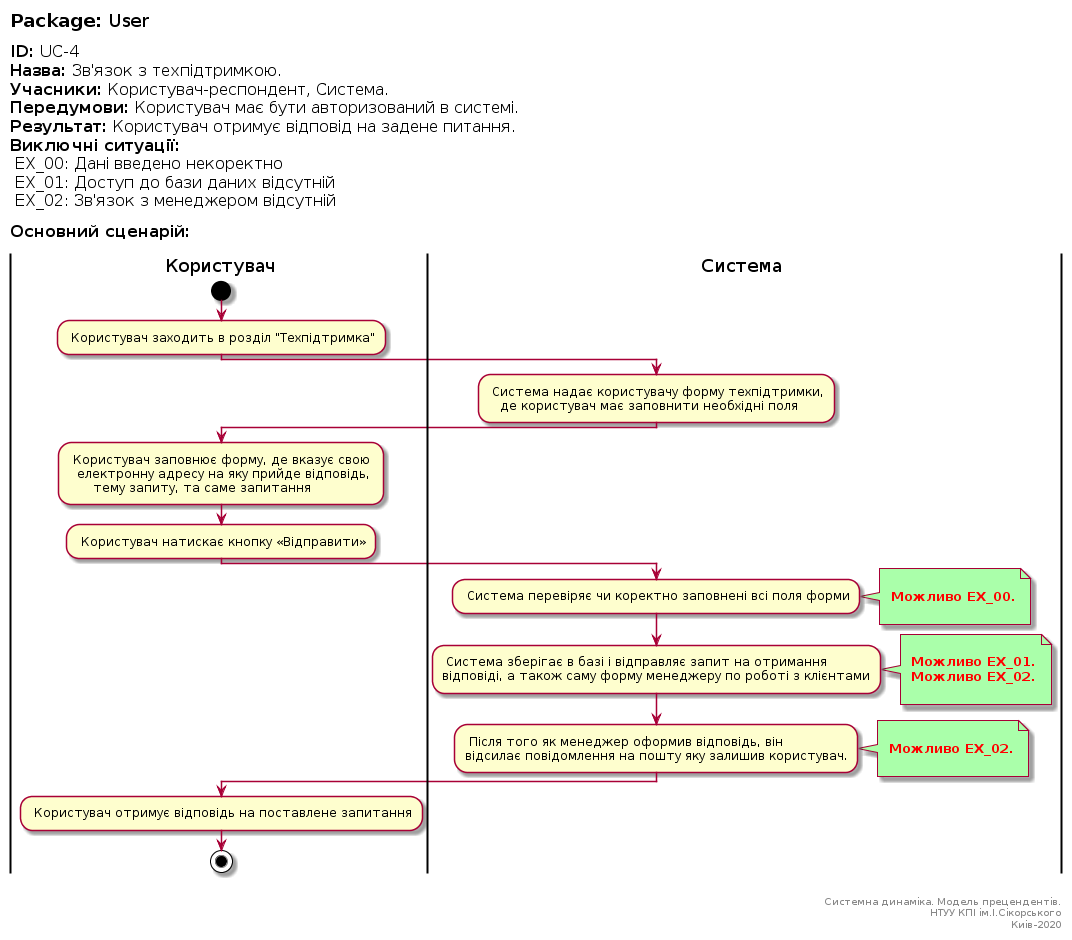 Package: User
ID: UC-4
Назва: Зв'язок з техпідтримкою.
Учасники: Користувач-респондент, Система.
Передумови: Користувач має бути авторизований в системі.
Результат: Користувач отримує відповід на задене питання.
Виключні ситуації:
EX_00: Дані введено некоректно
EX_01: Доступ до бази даних відсутній
EX_02: Зв'язок з менеджером відсутній
Основний сценарій:
Користувач
Система
Користувач заходить в розділ "Техпідтримка"
Система надає користувачу форму техпідтримки,
де користувач має заповнити необхідні поля
Користувач заповнює форму, де вказує свою
електронну адресу на яку прийде відповідь,
тему запиту, та саме запитання
Користувач натискає кнопку «Відправити»
Система перевіряє чи коректно заповнені всі поля форми
Можливо EX_00.
Система зберігає в базі і відправляє запит на отримання
відповіді, а також саму форму менеджеру по роботі з клієнтами
Можливо EX_01.
Можливо EX_02.
Після того як менеджер оформив відповідь, він
відсилає повідомлення на пошту яку залишив користувач.
Можливо EX_02.
Користувач отримує відповідь на поставлене запитання
Системна динаміка. Модель прецендентів.
НТУУ КПІ ім.І.Сікорського
Київ-2020